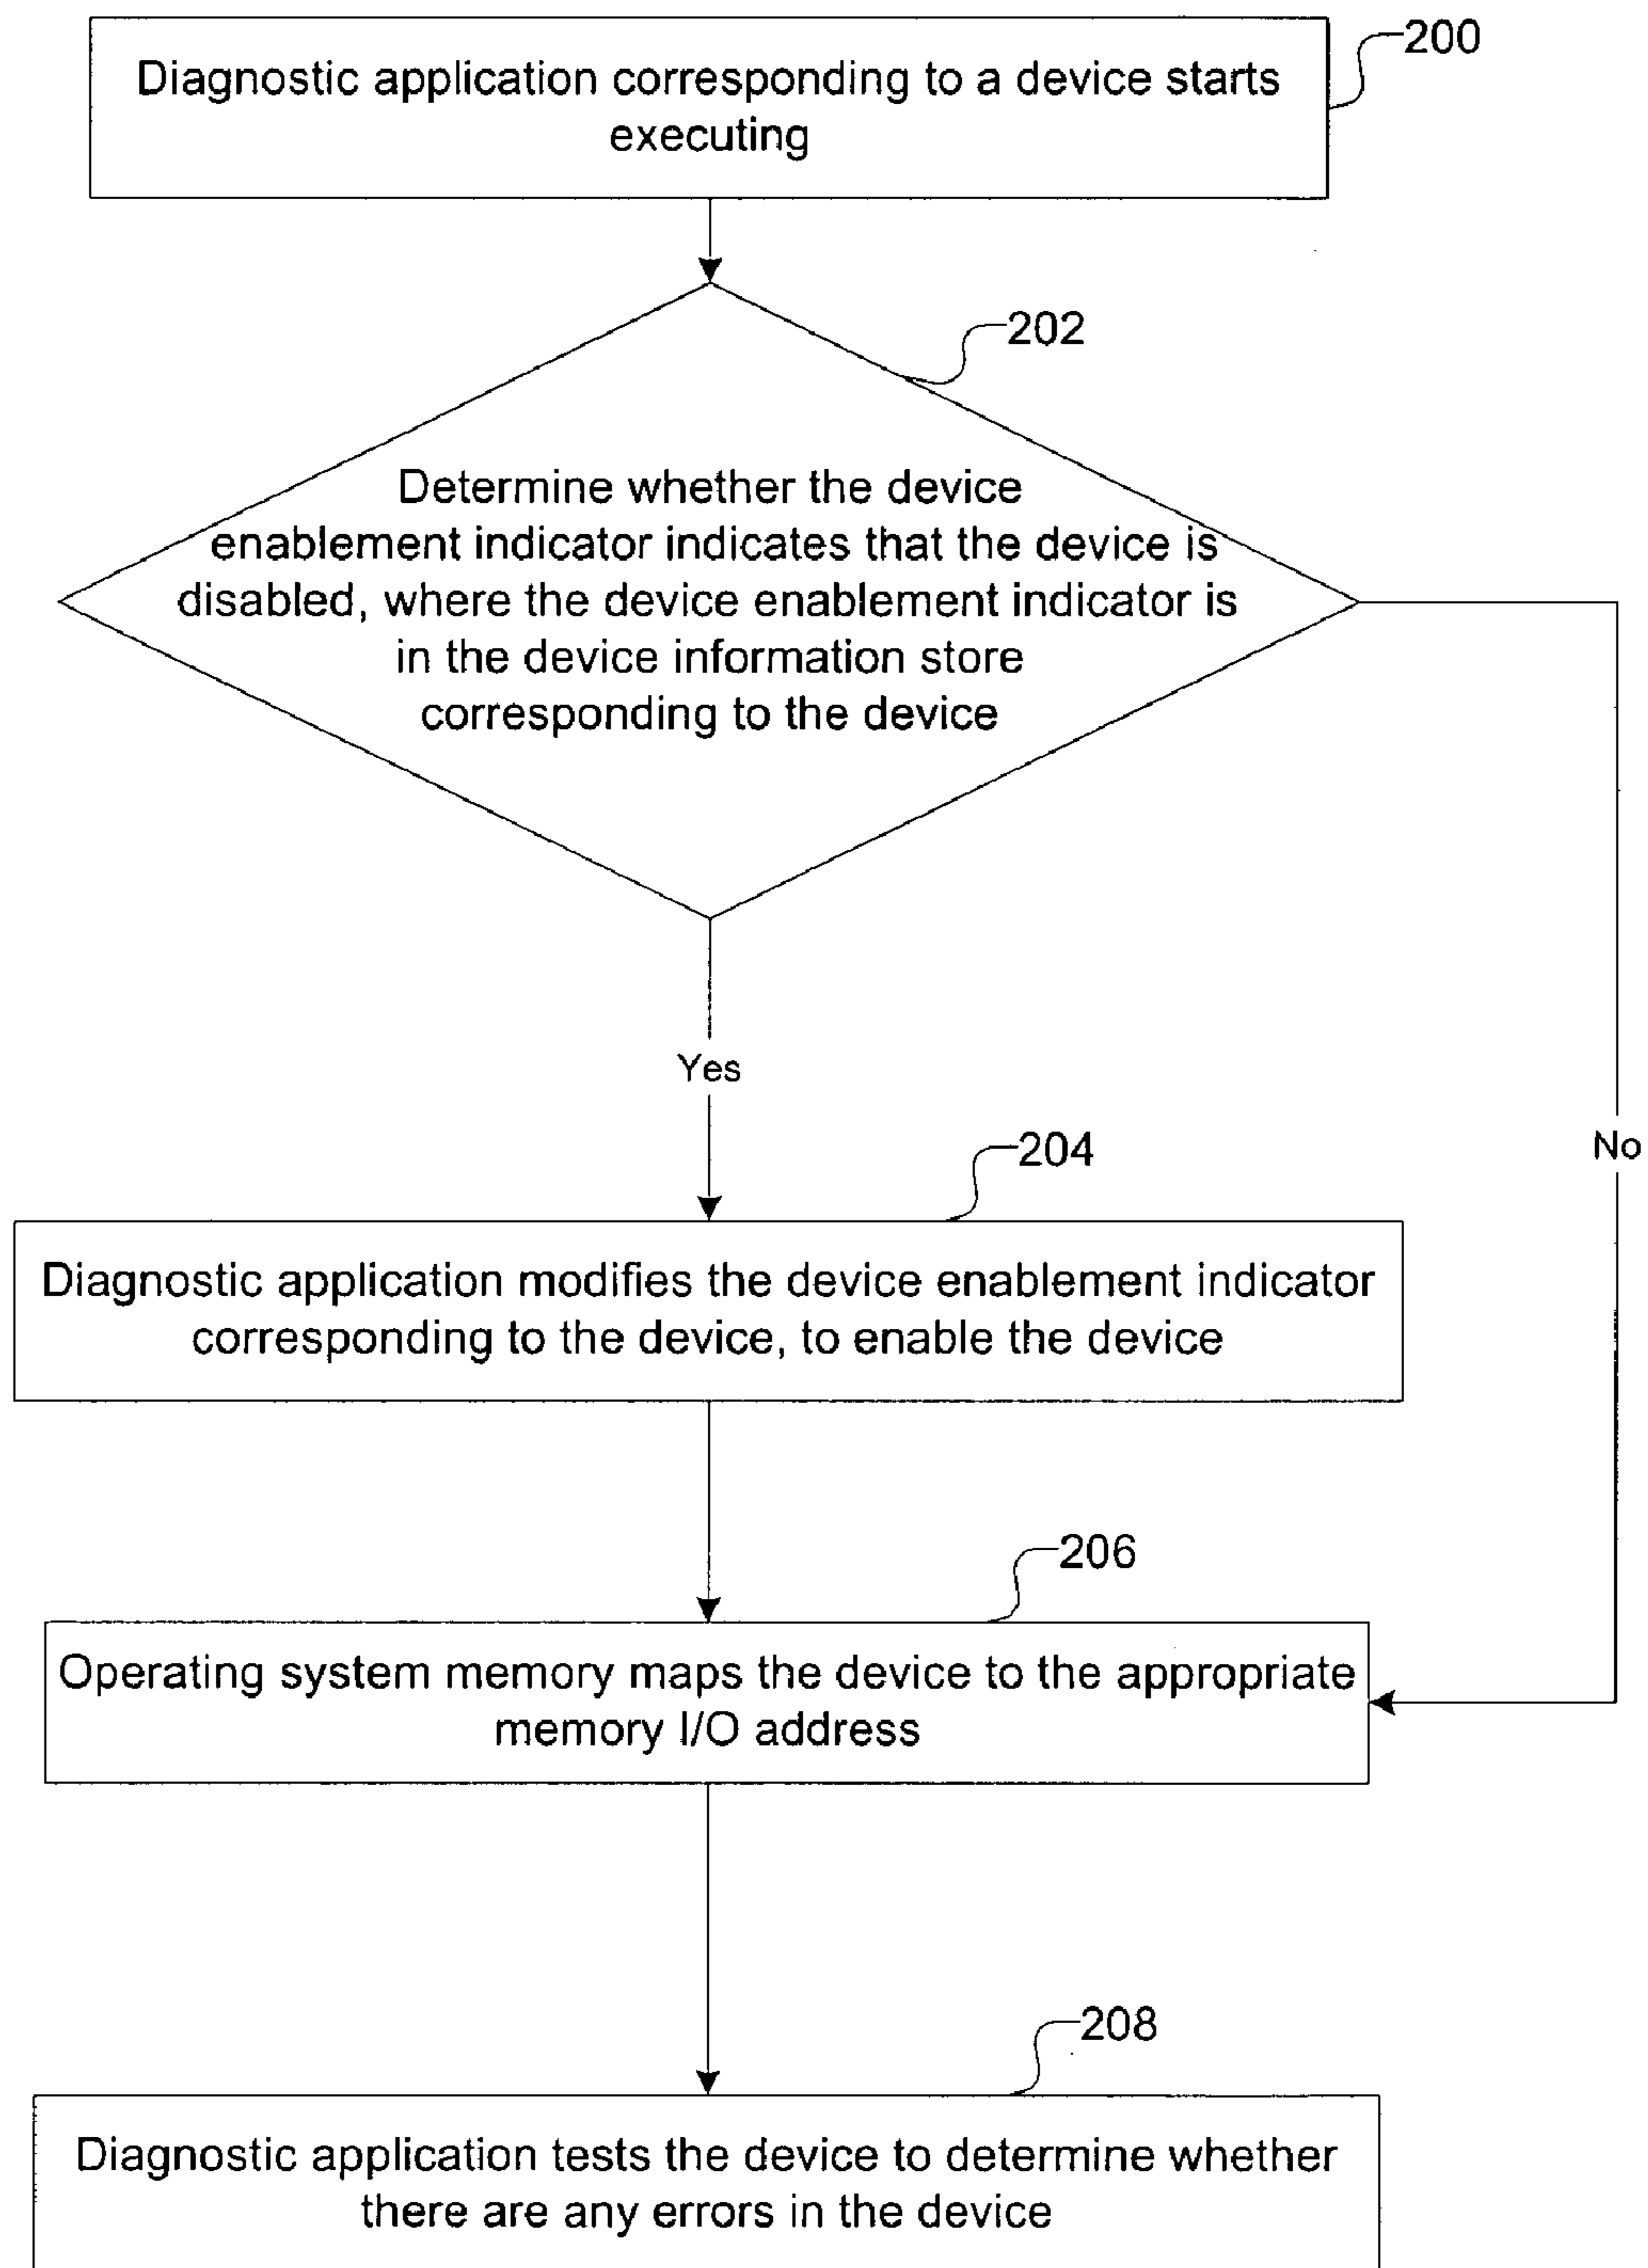 200
Diagnostic application corresponding to a device starts
executing
202
Determine whether the device
enablement indicator indicates that the device is
disabled, where the device enablement indicator is
in the device information store
corresponding to the device
Yes
No
204
Diagnostic application modifies the device enablement indicator
corresponding to the device, to enable the device
206
Operating system memory maps the device to the appropriate
memory I/O address
208
Diagnostic application tests the device to determine whether
there are any errors in the device